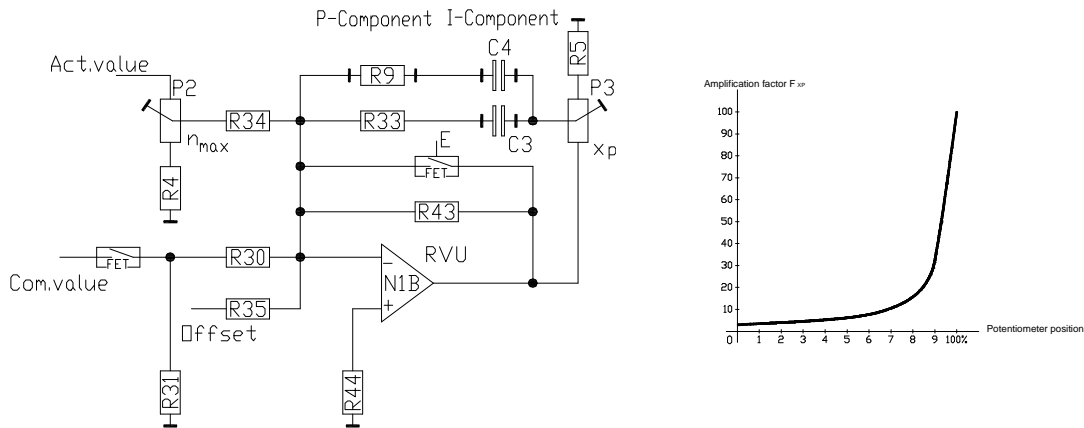 P-Component I-Component
C4
R5
Act.value
R9
P2
P3
R34
R33
C3
nmax
E
xp
FET
R4
R43
RVU
FET
R30
Com.value
N1B
−
+
R35
Offset
R31
R44
Amplification factor F XP
100
90
80
70
60
50
40
30
20
10
0 1 2 3 4 5 6 7 8 9 100%
Potentiometer position